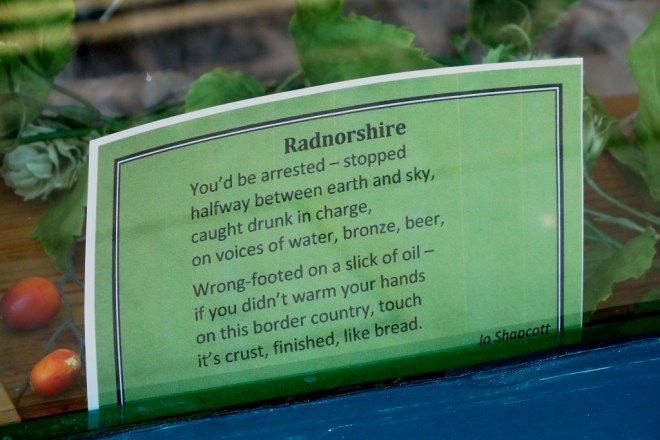 Radnorshire
You'd be arrested – stopped
halfway between earth and sky,
caught drunk in charge,
on voices of water, bronze, beer,
Wrong-footed on a slick of oil –
if you didn't warm your hands
on this border country, touch
it's crust, finished, like bread.
Jo Shapcott